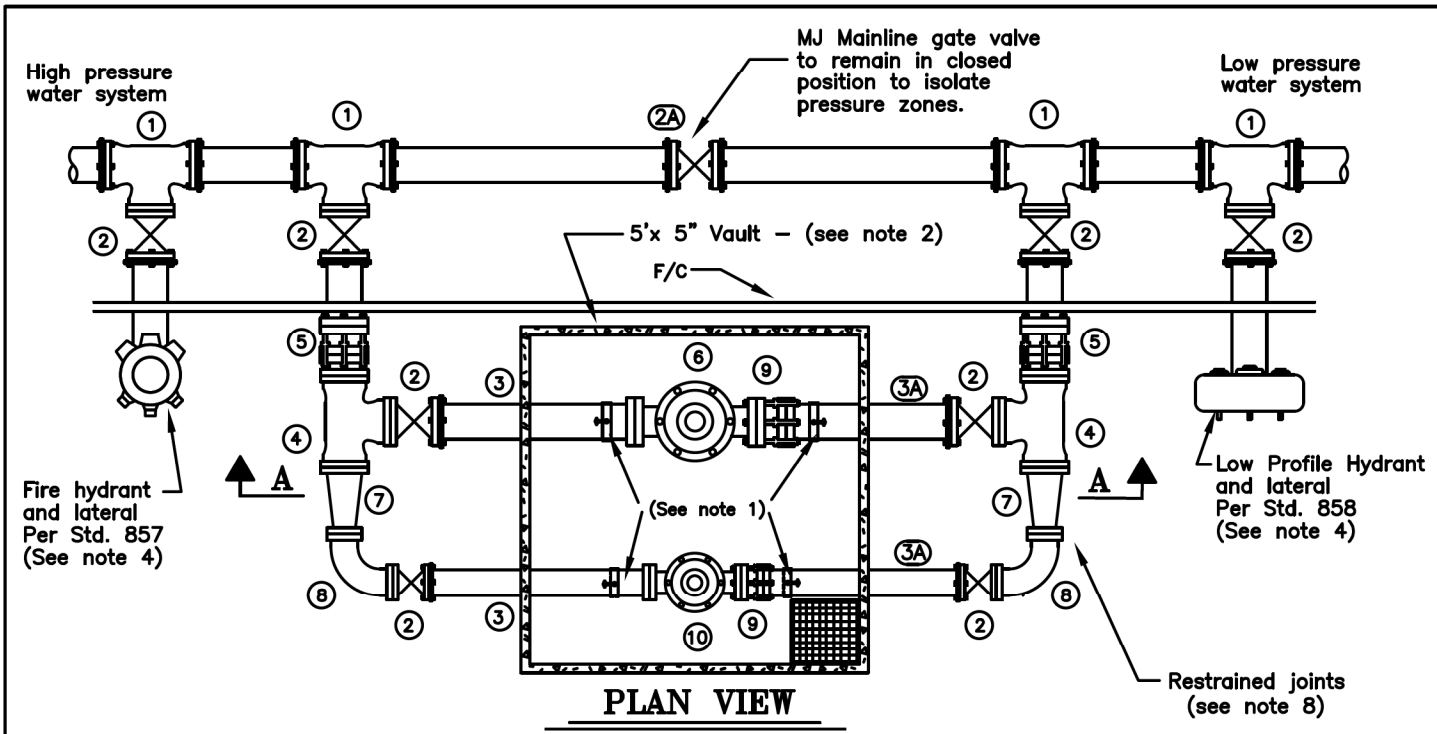 High pressure
water system
MJ Mainline gate valve
to remain in closed
position to isolate
pressure zones.
Low pressure
water system
1
1
2A
1
1
2
2
5'x 5" Vault – (see note 2)
2
2
F/C
5
6
9
5
2
3
3A
2
4
4
A
A
7
(See note 1)
7
Fire hydrant
and lateral
Per Std. 857
(See note 4)
Low Profile Hydrant
and lateral
Per Std. 858
(See note 4)
3A
8
2
3
10
9
2
8
Restrained joints
(see note 8)
PLAN VIEW